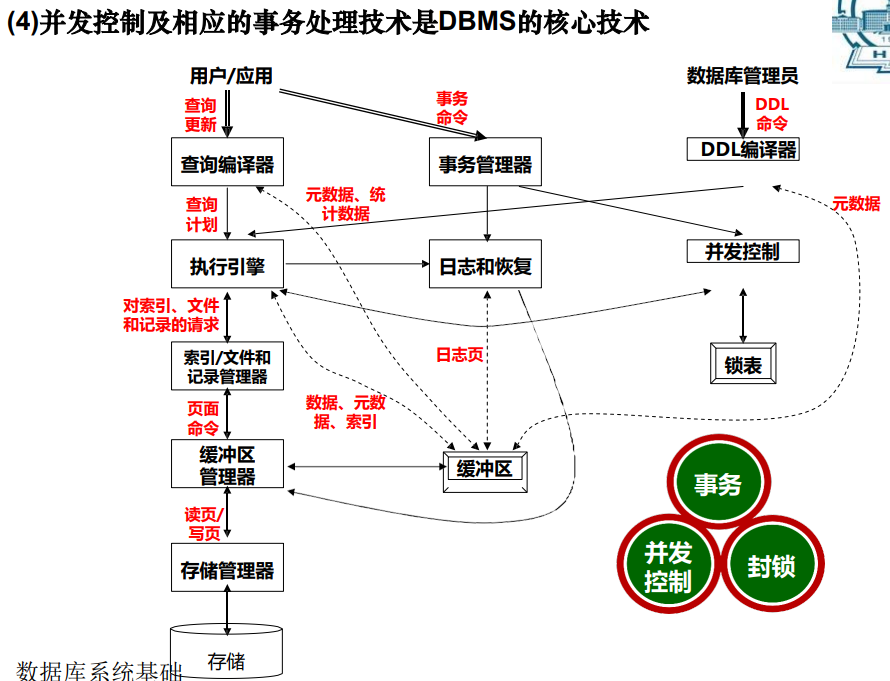 (4)并发控制及相应的事务处理技术是DBMS的核心技术
用户/应用
数据库管理员
查询
更新
事务
命令
DDL
命令
查询编译器
事务管理器
DDL编译器
元数据、统
计数据
元数据
查询
计划
执行引擎
日志和恢复
并发控制
对索引、文件
和记录的请求
日志页
索引/文件和
记录管理器
锁表
数据、元数
据、索引
页面
命令
缓冲区
管理器
缓冲区
事务
读页/
写页
并发
控制
封锁
存储管理器
存储
数据库系统基础